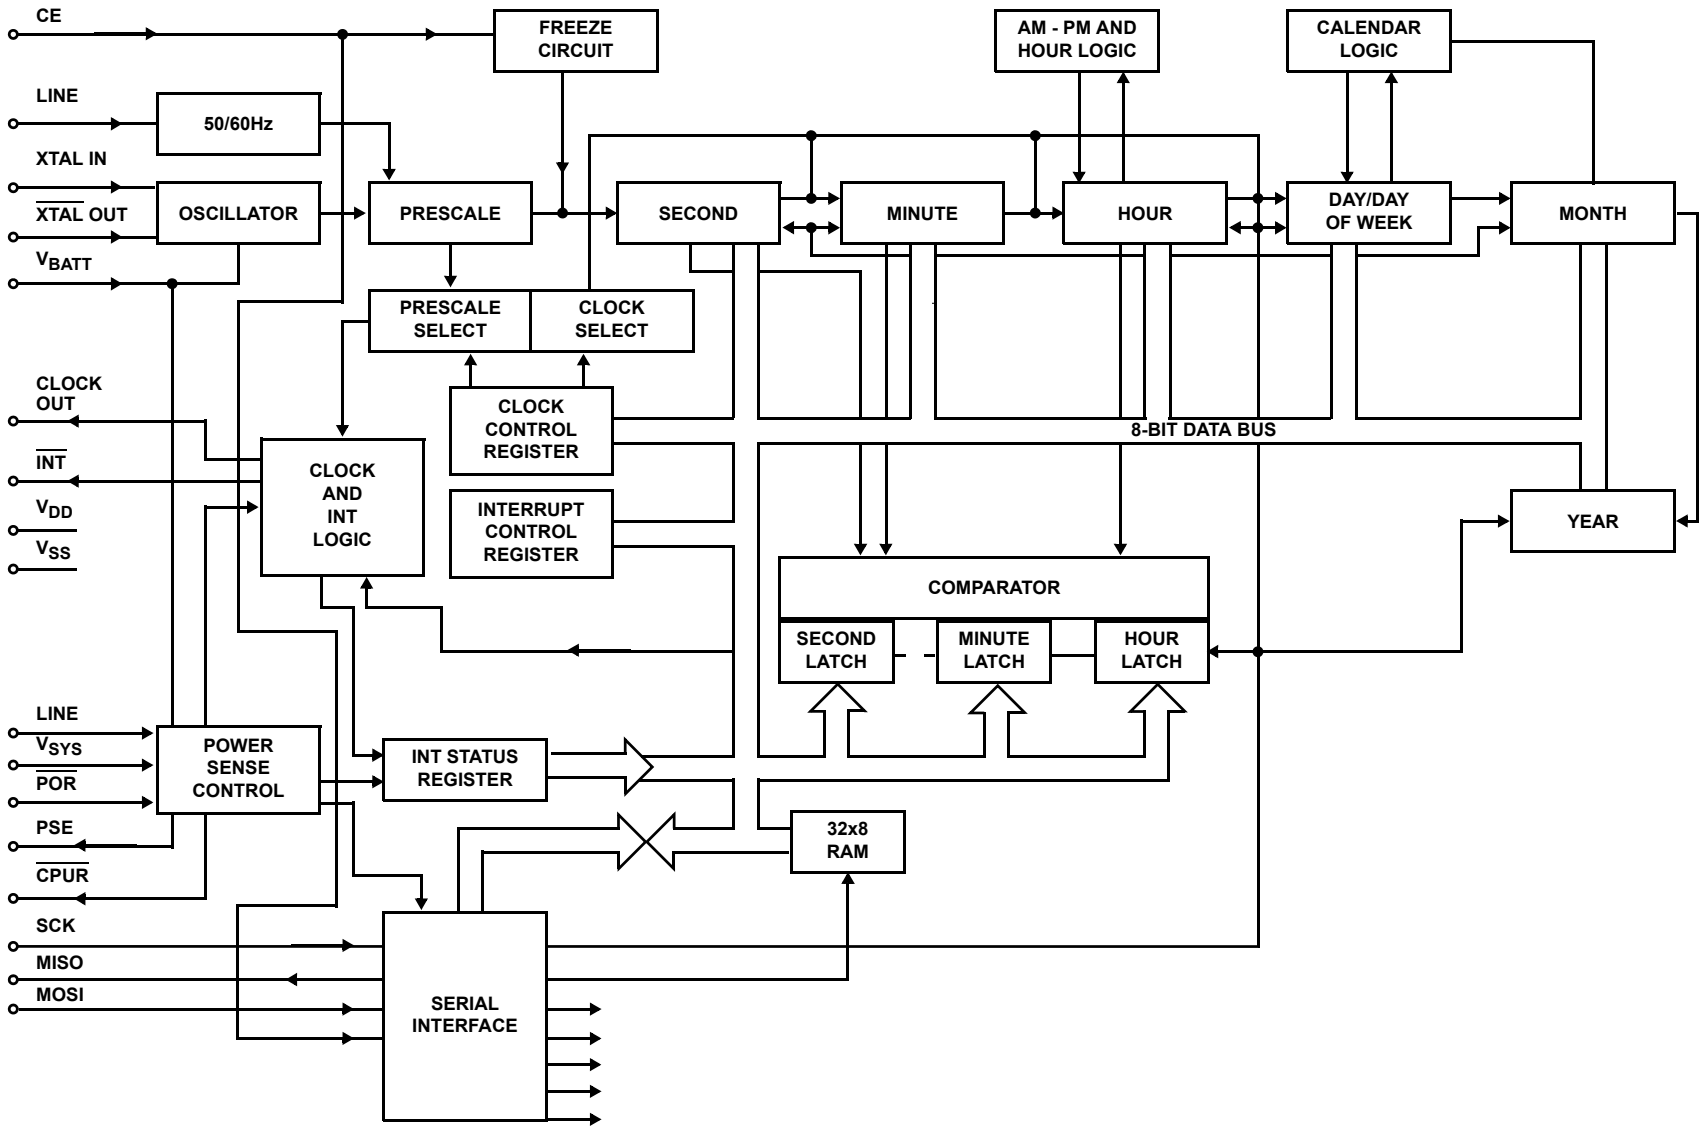 CE
FREEZE
CIRCUIT
AM - PM AND
HOUR LOGIC
CALENDAR
LOGIC
LINE
50/60Hz
XTAL IN
XTAL OUT
OSCILLATOR
PRESCALE
SECOND
MINUTE
HOUR
DAY/DAY
OF WEEK
MONTH
VBATT
PRESCALE
SELECT
CLOCK
SELECT
CLOCK
OUT
CLOCK
CONTROL
REGISTER
8-BIT DATA BUS
INT
CLOCK
AND
INT
LOGIC
VDD
VSS
INTERRUPT
CONTROL
REGISTER
YEAR
COMPARATOR
SECOND
LATCH
MINUTE
LATCH
HOUR
LATCH
LINE
VSYS
POR
POWER
SENSE
CONTROL
INT STATUS
REGISTER
PSE
32x8
RAM
CPUR
SCK
MISO
MOSI
SERIAL
INTERFACE